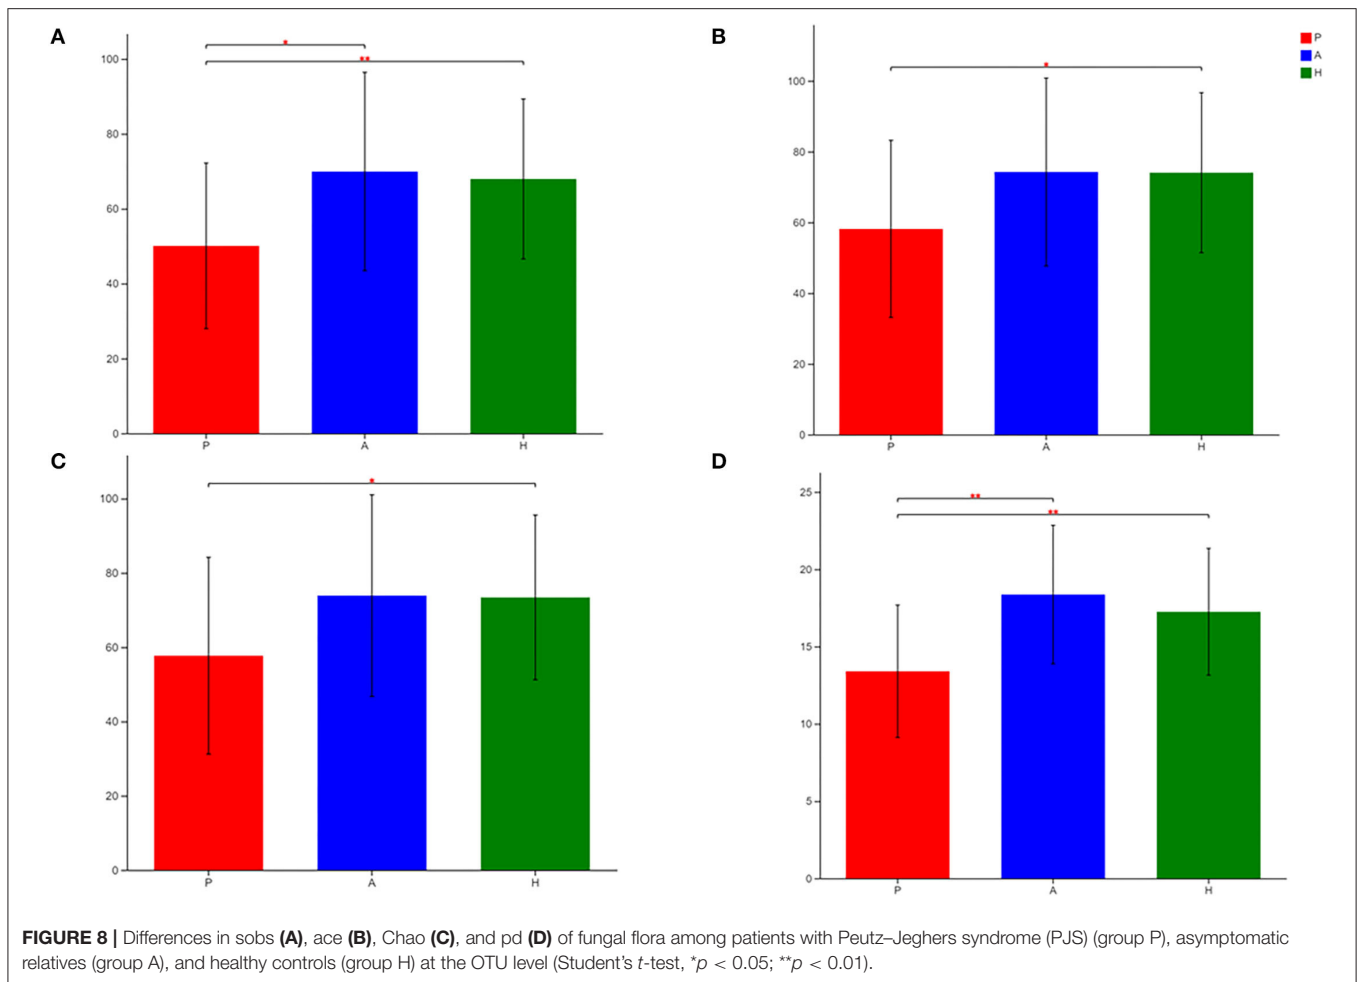 A
100
80
60
40
20
0
*
**
P
A
H
B
100
80
60
40
20
0
*
P
A
H
P
A
H
C
100
80
60
40
20
0
*
P
A
H
D
25
20
15
10
5
0
**
**
P
A
H
FIGURE 8 | Differences in sobs (A), ace (B), Chao (C), and pd (D) of fungal flora among patients with Peutz–Jeghers syndrome (PJS) (group P), asymptomatic
relatives (group A), and healthy controls (group H) at the OTU level (Student's t-test, *p < 0.05; **p < 0.01).